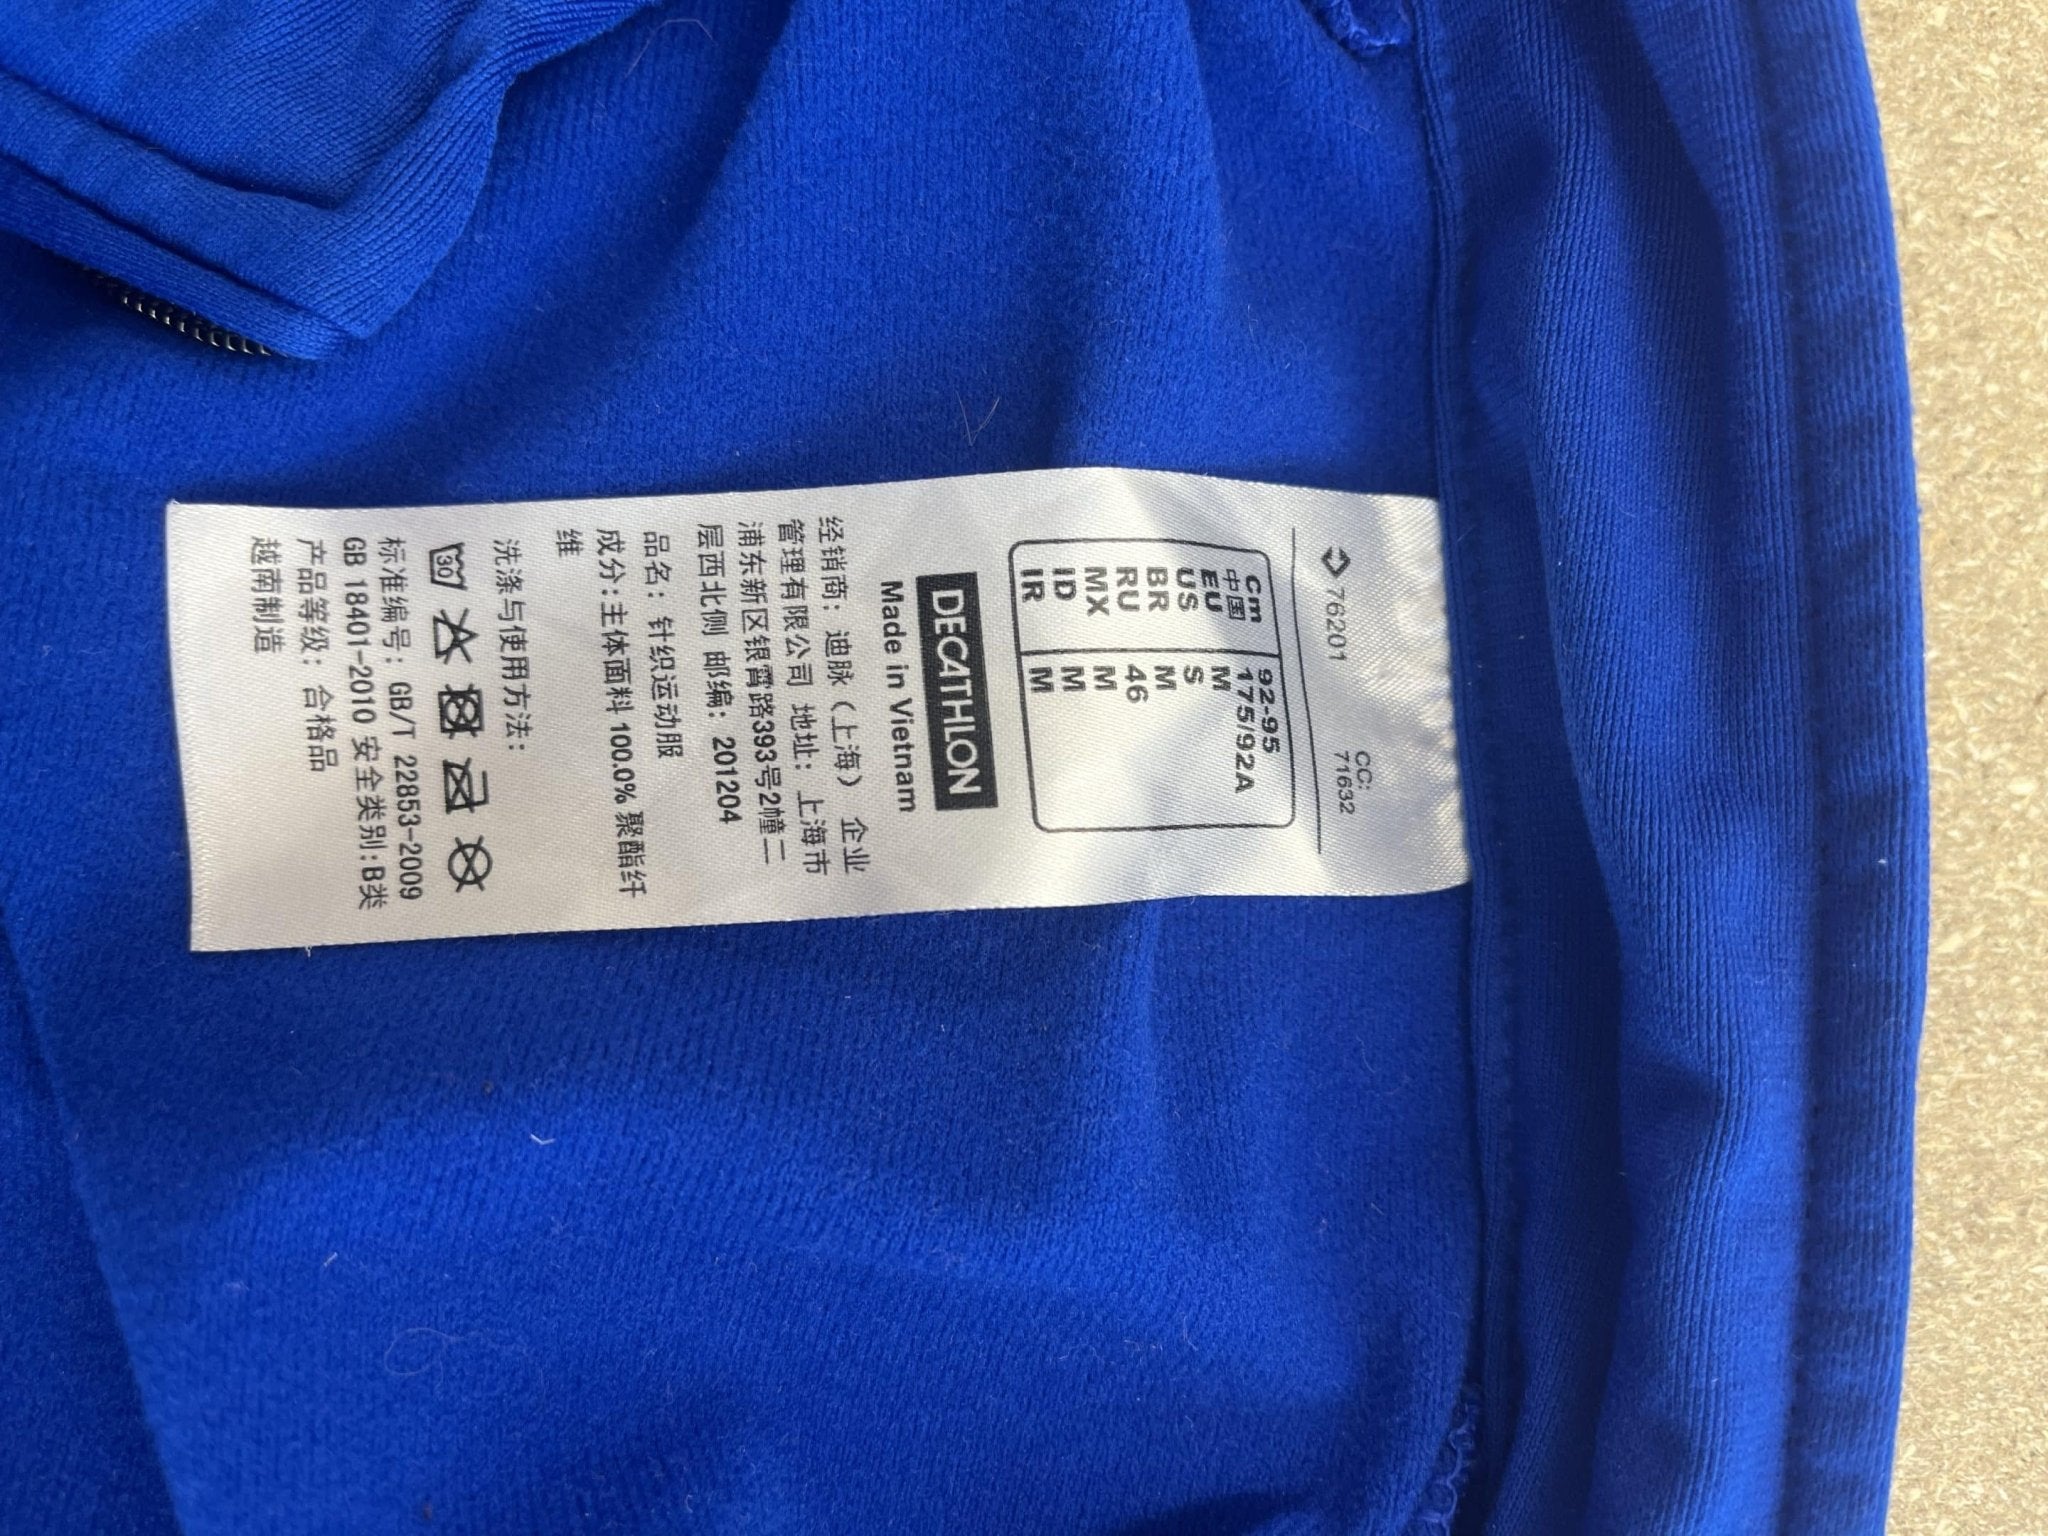 76201
CC:
71632
Cm 92-95
中国 175/92A
EU M
US S
BR M
RU 46
MX M
ID M
IR M
DECATHLON
Made in Vietnam
经销商：迪脉（上海）企业
管理有限公司 地址：上海市
浦东新区银霄路393号2幢二
层西北侧 邮编：201204
品名：针织运动服
成分:主体面料 100.0% 聚酯纤
维
洗涤与使用方法：
30
标准编号：GB/T 22853-2009
GB 18401-2010 安全类别:B类
产品等级：合格品
越南制造